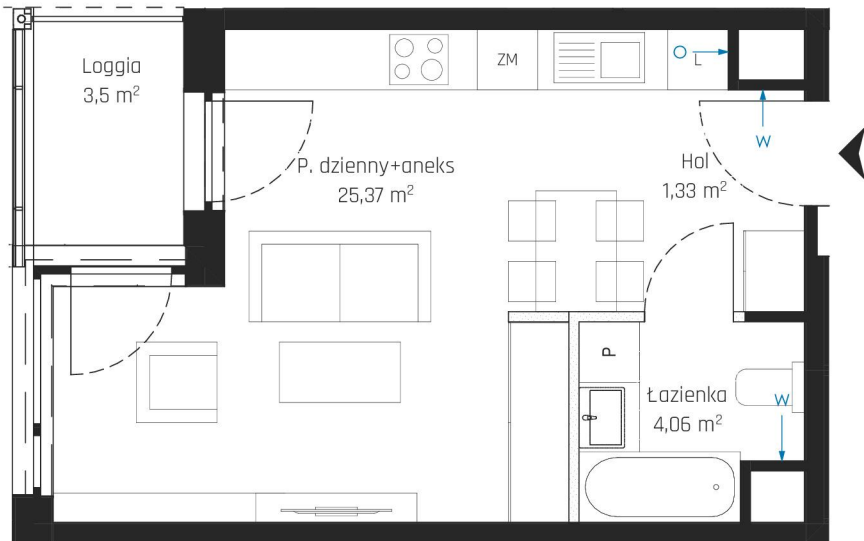 Loggia
3,5 m²
ZM
L
W
P. dzienny+aneks
25,37 m²
Hol
1,33 m²
P
Łazienka
4,06 m²
W